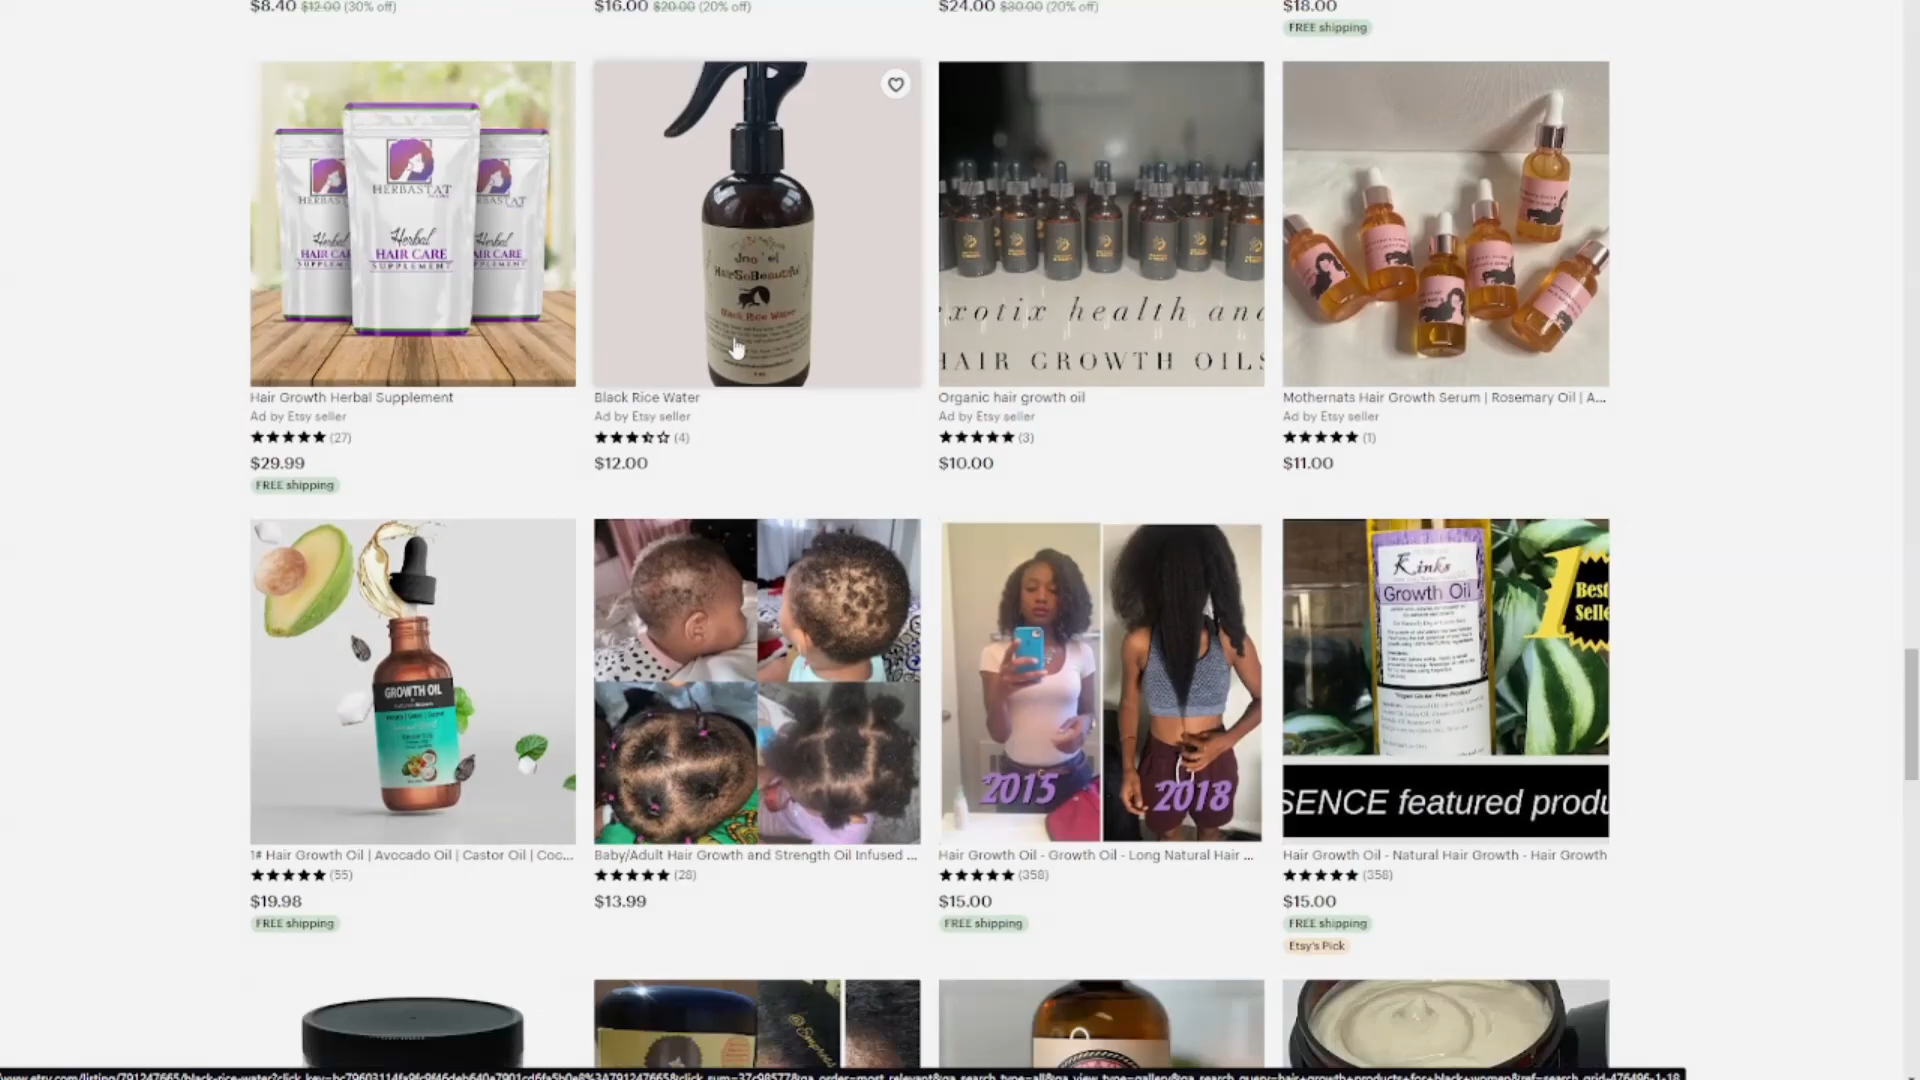 $8.40 $12.00 (30% off)
$16.00 $20.00 (20% off)
$24.00 $30.00 (20% off)
$18.00
FREE shipping
HERBASTAT
Herbal
HAIR CARE
SUPPLEMENT
Jno'el
HairSoBeautiful
Black Rice Water
exotix health and
HAIR GROWTH OILS
Hair Growth Herbal Supplement
Ad by Etsy seller
(27)
$29.99
FREE shipping
Black Rice Water
Ad by Etsy seller
(4)
$12.00
Organic hair growth oil
Ad by Etsy seller
(3)
$10.00
Mothernats Hair Growth Serum | Rosemary Oil | A...
Ad by Etsy seller
(1)
$11.00
GROWTH OIL
2015
2018
Kinks
Growth Oil
1
Best
Selle
SENCE featured produ
1# Hair Growth Oil | Avocado Oil | Castor Oil | Coc...
(55)
$19.98
FREE shipping
Baby/Adult Hair Growth and Strength Oil Infused ...
(28)
$13.99
Hair Growth Oil - Growth Oil - Long Natural Hair ...
(358)
$15.00
FREE shipping
Hair Growth Oil - Natural Hair Growth - Hair Growth
(358)
$15.00
FREE shipping
Etsy's Pick